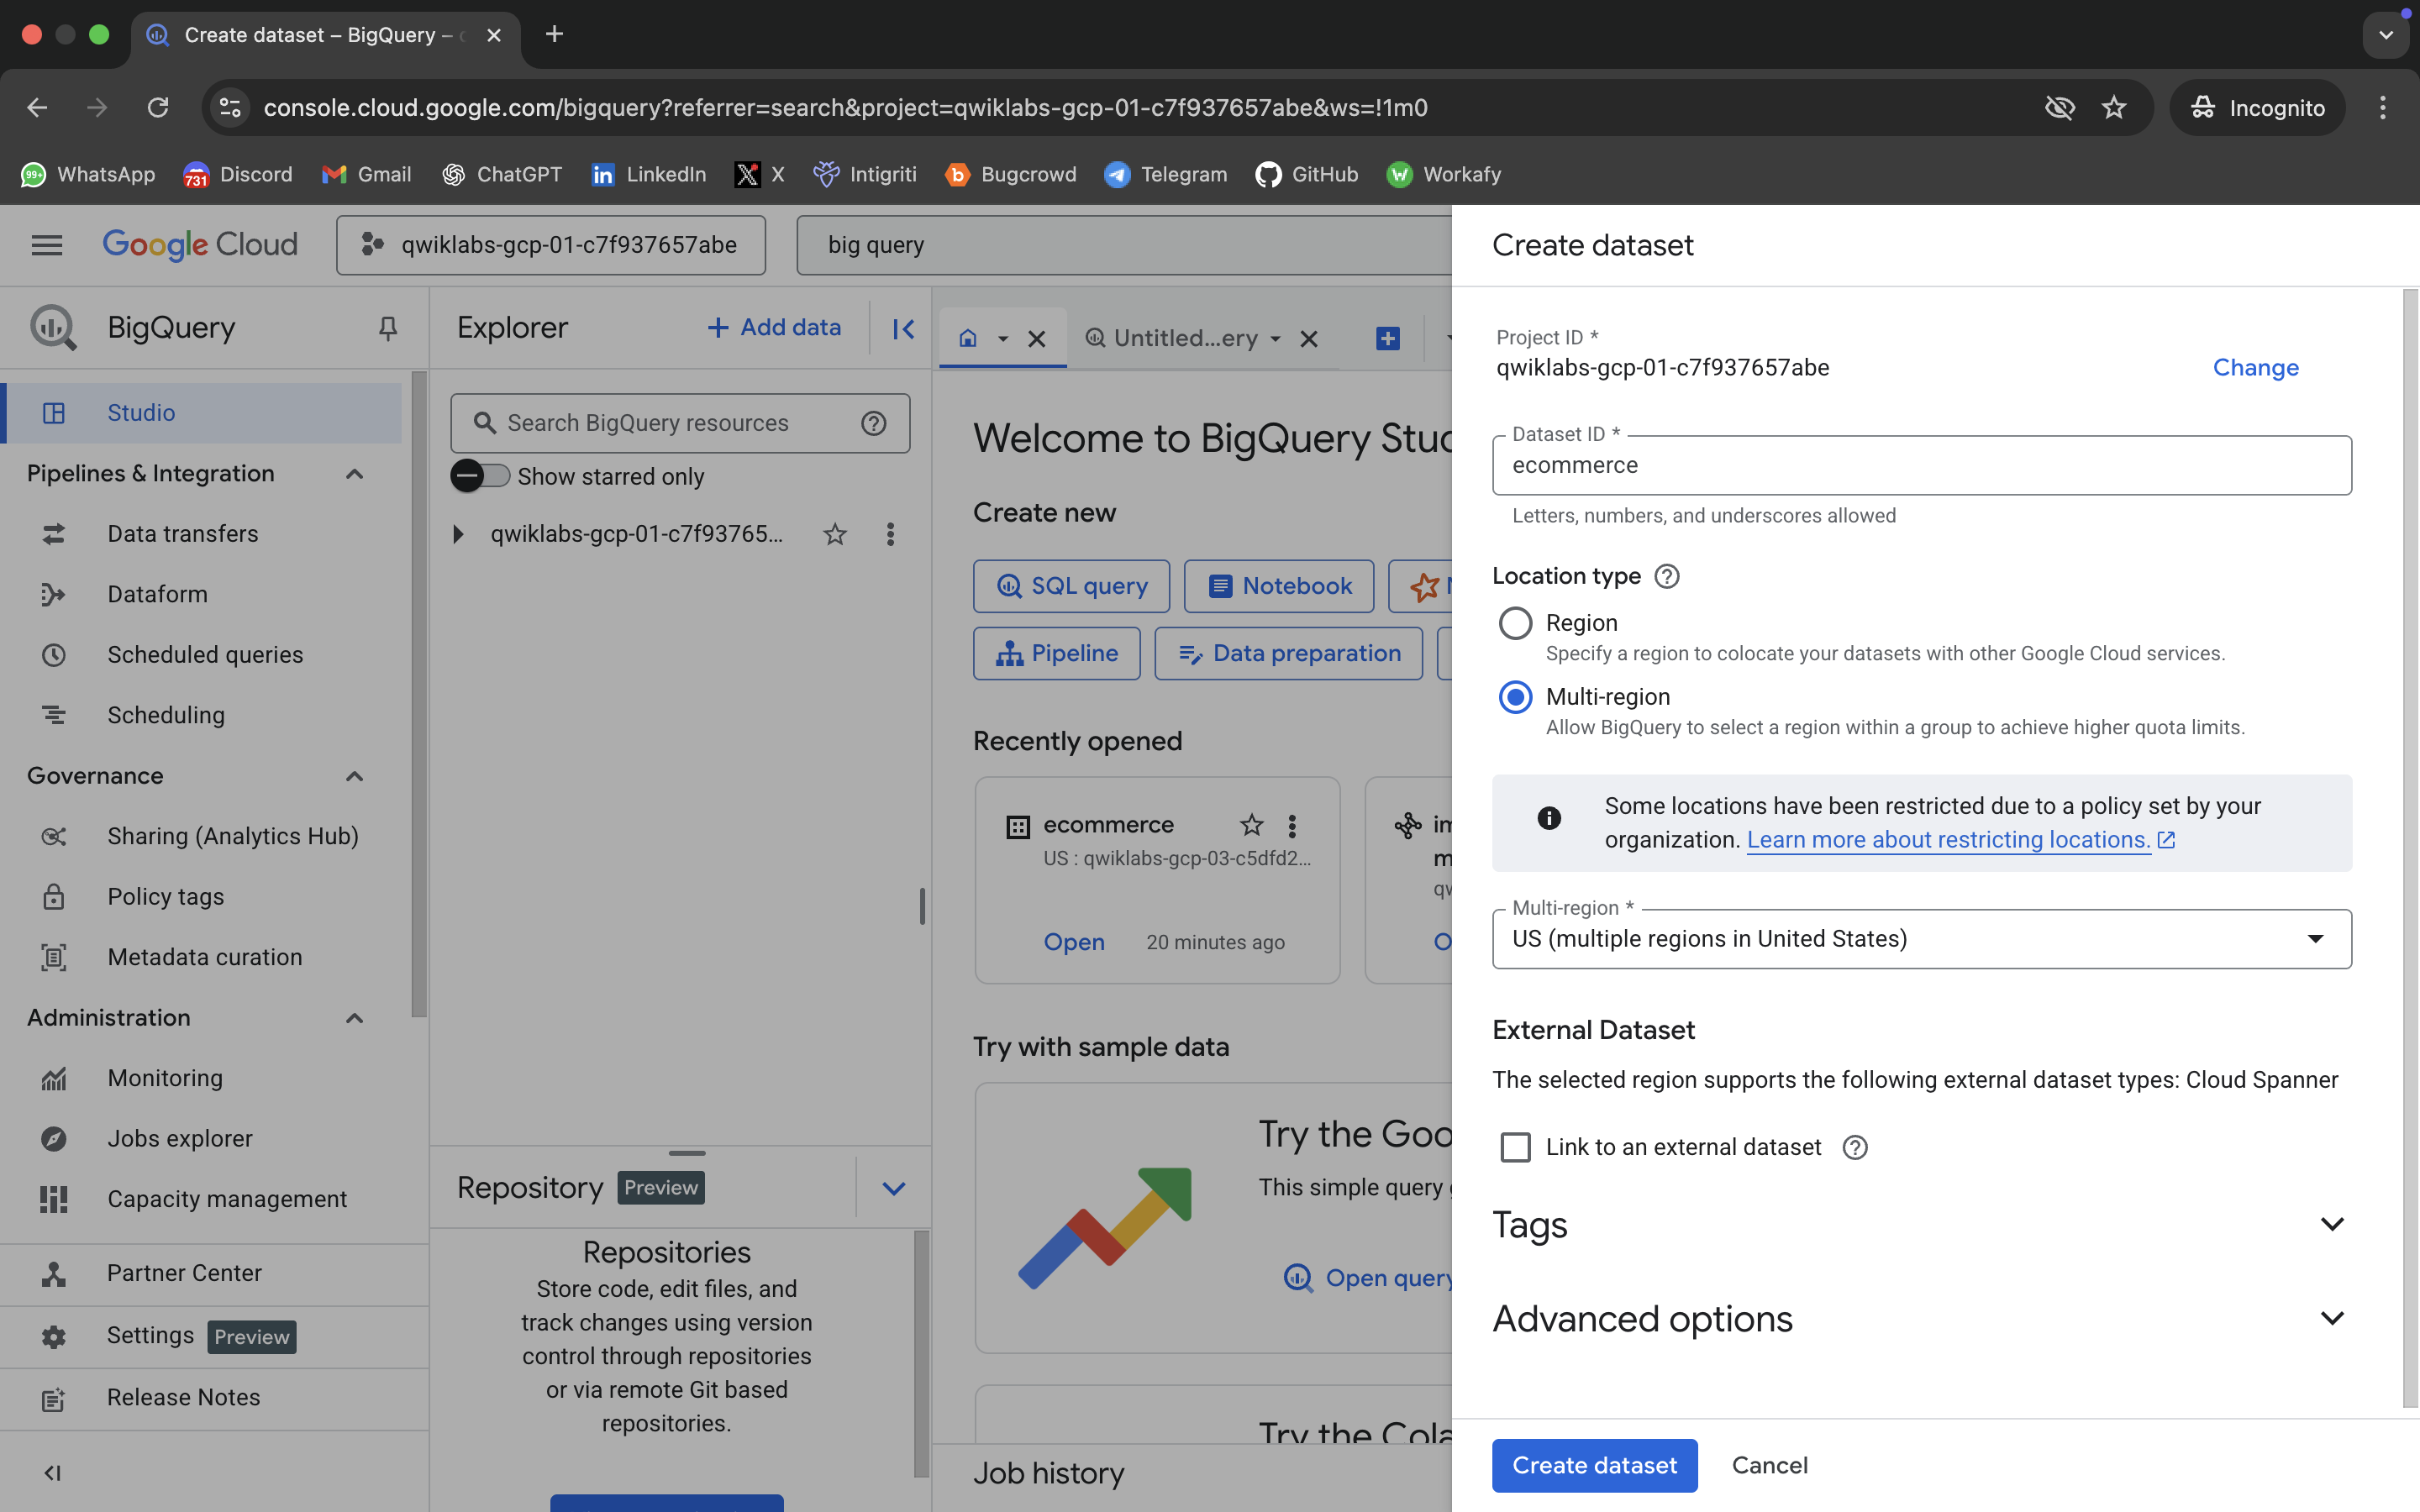 Create dataset – BigQuery –
console.cloud.google.com/bigquery?referrer=search&project=qwiklabs-gcp-01-c7f937657abe&ws=!1m0
Incognito
99+
WhatsApp
731
Discord
Gmail
ChatGPT
LinkedIn
X
Intigriti
Bugcrowd
Telegram
GitHub
Workafy
Google Cloud
qwiklabs-gcp-01-c7f937657abe
big query
BigQuery
Studio
Pipelines & Integration
Data transfers
Dataform
Scheduled queries
Scheduling
Governance
Sharing (Analytics Hub)
Policy tags
Metadata curation
Administration
Monitoring
Jobs explorer
Capacity management
Partner Center
Settings Preview
Release Notes
Explorer
Add data
Search BigQuery resources
Show starred only
qwiklabs-gcp-01-c7f93765...
Repository Preview
Repositories
Store code, edit files, and
track changes using version
control through repositories
or via remote Git based
repositories.
Untitled...ery
Welcome to BigQuery Stud
Create new
SQL query
Notebook
Pipeline
Data preparation
Recently opened
ecommerce
US : qwiklabs-gcp-03-c5dfd2...
Open
20 minutes ago
Try with sample data
Try the Goo
This simple query
Open query
Try the Cola
Job history
Create dataset
Project ID *
qwiklabs-gcp-01-c7f937657abe
Change
Dataset ID *
ecommerce
Letters, numbers, and underscores allowed
Location type
Region
Specify a region to colocate your datasets with other Google Cloud services.
Multi-region
Allow BigQuery to select a region within a group to achieve higher quota limits.
Some locations have been restricted due to a policy set by your
organization. Learn more about restricting locations.
Multi-region *
US (multiple regions in United States)
External Dataset
The selected region supports the following external dataset types: Cloud Spanner
Link to an external dataset
Tags
Advanced options
Create dataset
Cancel